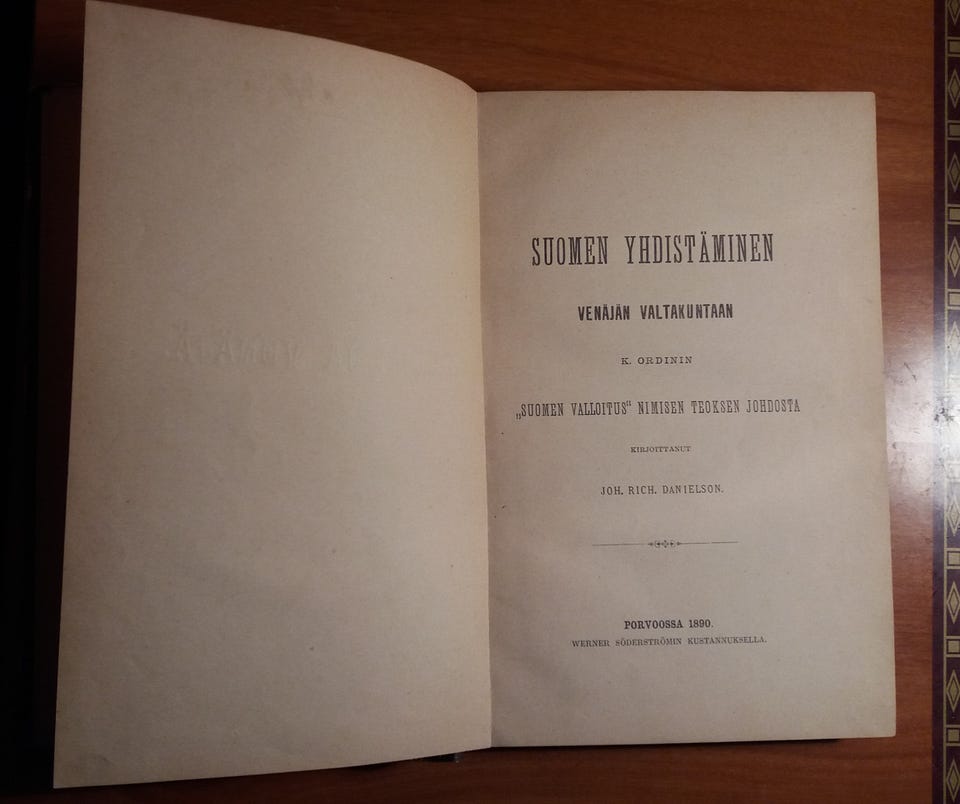 SUOMEN YHDISTÄMINEN
VENÄJÄN VALTAKUNTAAN
K. ORDININ
„SUOMEN VALLOITUS“ NIMISEN TEOKSEN JOHDOSTA
KIRJOITTANUT
JOH. RICH. DANIELSON.
PORVOOSSA 1890.
WERNER SÖDERSTRÖMIN KUSTANNUKSELLA.